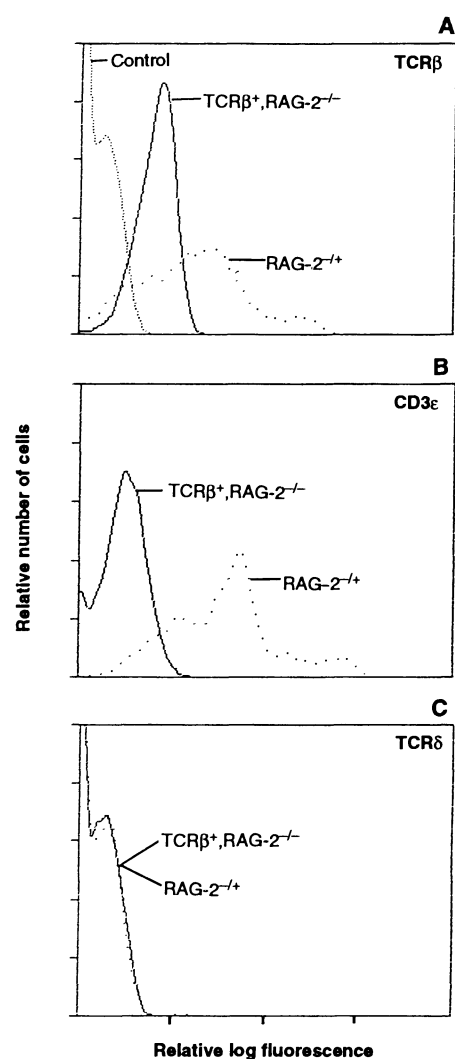 A
TCRβ
Control
TCRβ⁺,RAG-2⁻/⁻
RAG-2⁻/⁺
B
CD3ε
TCRβ⁺,RAG-2⁻/⁻
RAG-2⁻/⁺
Relative number of cells
C
TCRδ
TCRβ⁺,RAG-2⁻/⁻
RAG-2⁻/⁺
Relative log fluorescence